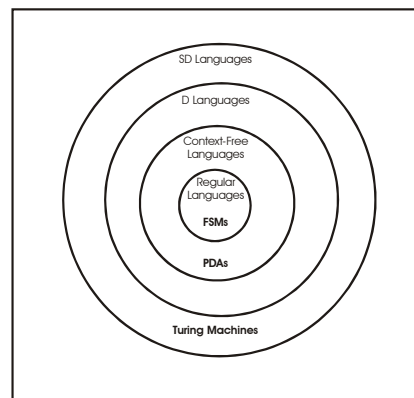 SD Languages
D Languages
Context-Free
Languages
Regular
Languages
FSMs
PDAs
Turing Machines